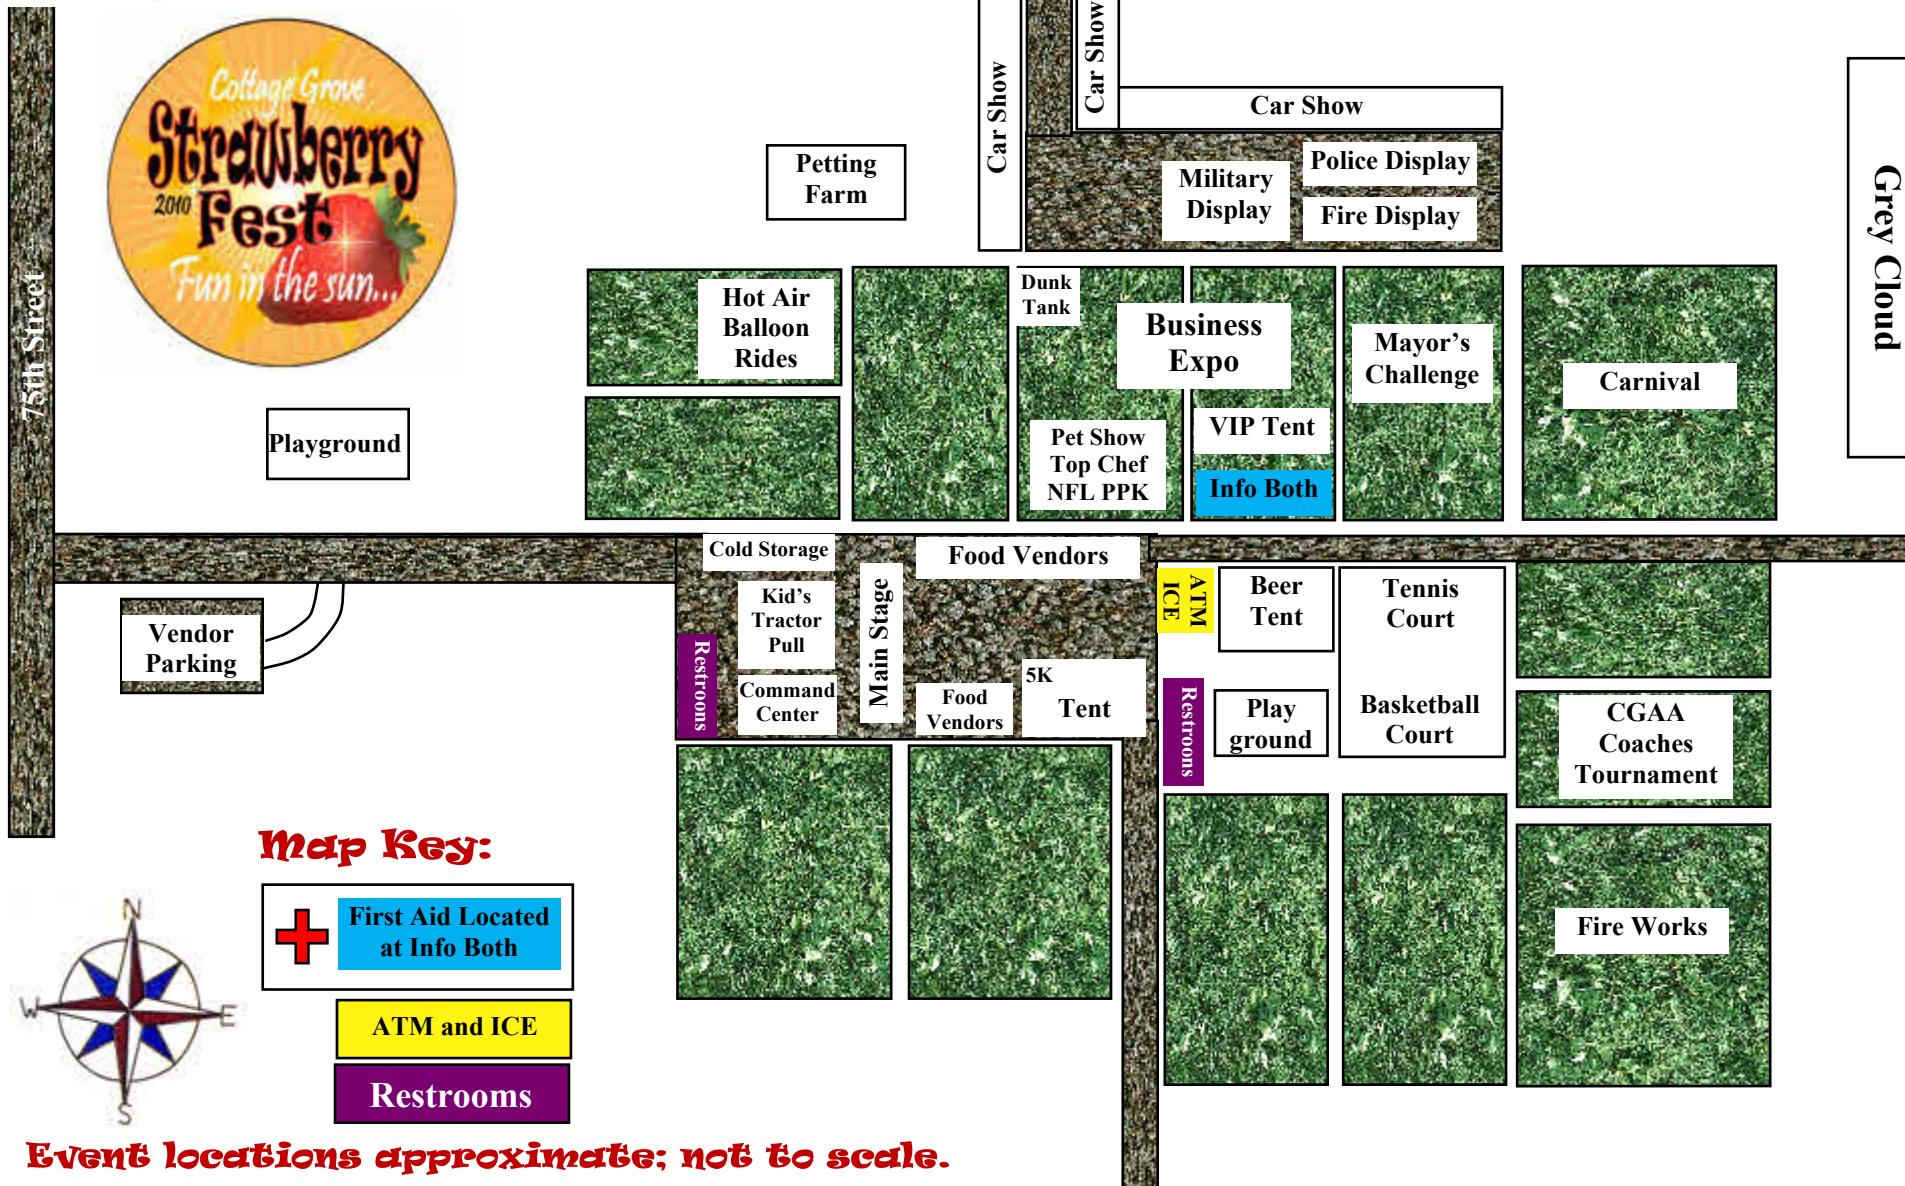 Cottage Grove
Strawberry
2010
Fest
Fun in the sun...
75th Street
Car Show
Car Show
Car Show
Petting
Farm
Military
Display
Police Display
Fire Display
Grey Cloud
Hot Air
Balloon
Rides
Dunk
Tank
Business
Expo
Mayor's
Challenge
Carnival
Playground
Pet Show
Top Chef
NFL PPK
VIP Tent
Info Both
Cold Storage
Food Vendors
Kid's
Tractor
Pull
Main Stage
ATM
ICE
Beer
Tent
Tennis
Court
Vendor
Parking
Restroons
Command
Center
Food
Vendors
5K
Tent
Restroons
Play
ground
Basketball
Court
CGAA
Coaches
Tournament
Fire Works
Map Key:
First Aid Located
at Info Both
ATM and ICE
Restrooms
N
W
E
S
Event locations approximate; not to scale.